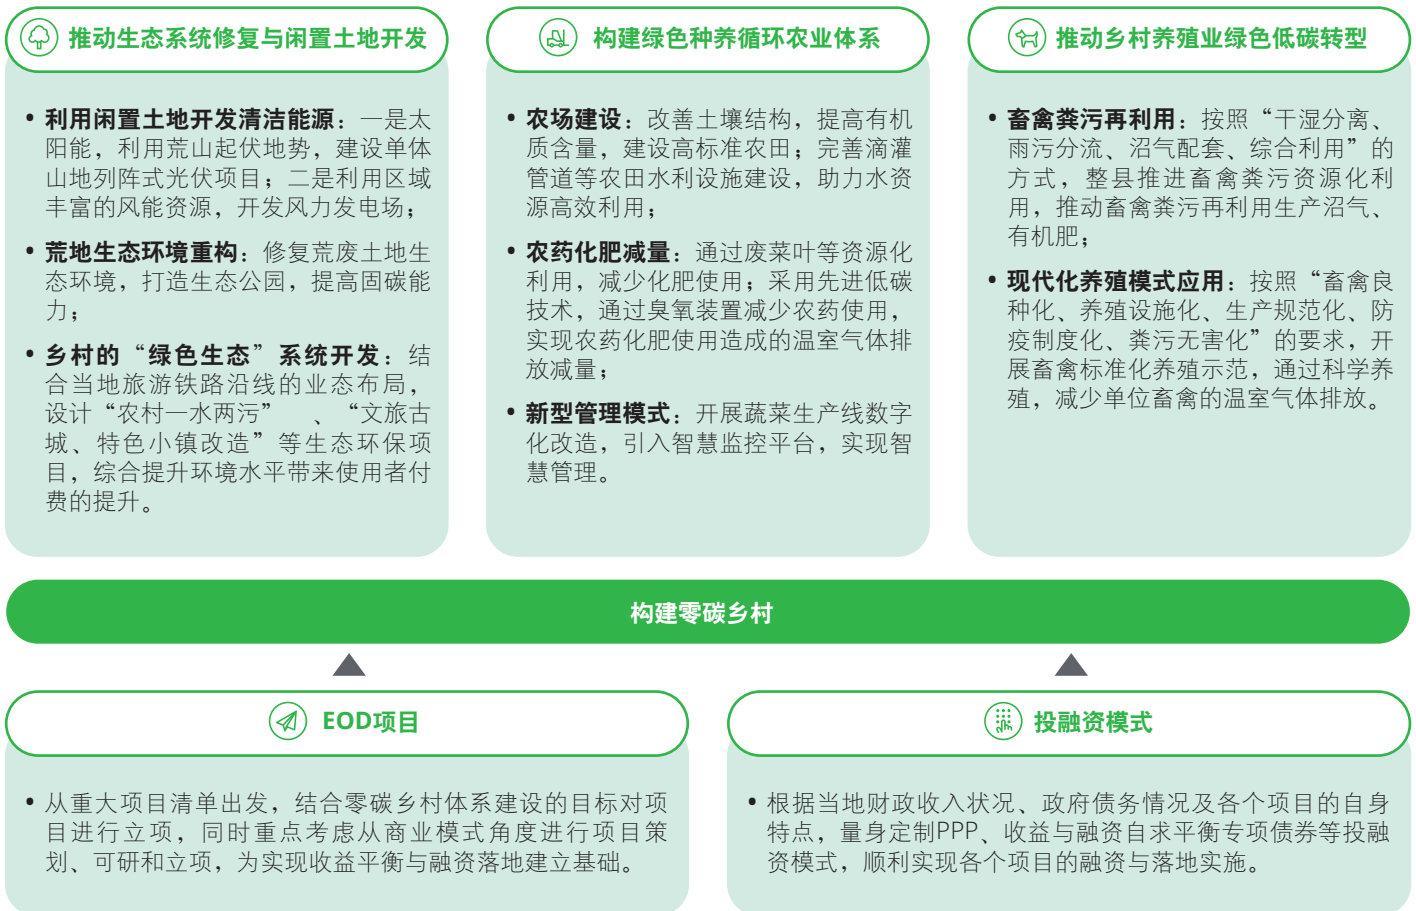 推动生态系统修复与闲置土地开发
• 利用闲置土地开发清洁能源：一是太
阳能，利用荒山起伏地势，建设单体
山地列阵式光伏项目；二是利用区域
丰富的风能资源，开发风力发电场；
• 荒地生态环境重构：修复荒废土地生
态环境，打造生态公园，提高固碳能
力；
• 乡村的“绿色生态”系统开发：结
合当地旅游铁路沿线的业态布局，
设计“农村一水两污”、“文旅古
城、特色小镇改造”等生态环保项
目，综合提升环境水平带来使用者付
费的提升。
构建绿色种养循环农业体系
• 农场建设：改善土壤结构，提高有机
质含量，建设高标准农田；完善滴灌
管道等农田水利设施建设，助力水资
源高效利用；
• 农药化肥减量：通过废菜叶等资源化
利用，减少化肥使用；采用先进低碳
技术，通过臭氧装置减少农药使用，
实现农药化肥使用造成的温室气体排
放减量；
• 新型管理模式：开展蔬菜生产线数字
化改造，引入智慧监控平台，实现智
慧管理。
推动乡村养殖业绿色低碳转型
• 畜禽粪污再利用：按照“干湿分离、
雨污分流、沼气配套、综合利用”的
方式，整县推进畜禽粪污资源化利
用，推动畜禽粪污再利用生产沼气、
有机肥；
• 现代化养殖模式应用：按照“畜禽良
种化、养殖设施化、生产规范化、防
疫制度化、粪污无害化”的要求，开
展畜禽标准化养殖示范，通过科学养
殖，减少单位畜禽的温室气体排放。
构建零碳乡村
EOD项目
• 从重大项目清单出发，结合零碳乡村体系建设的目标对项
目进行立项，同时重点考虑从商业模式角度进行项目策
划、可研和立项，为实现收益平衡与融资落地建立基础。
投融资模式
• 根据当地财政收入状况、政府债务情况及各个项目的自身
特点，量身定制PPP、收益与融资自求平衡专项债券等投融
资模式，顺利实现各个项目的融资与落地实施。